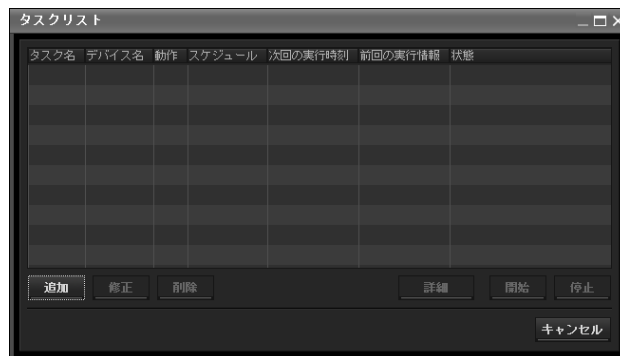 タスクリスト
タスク名 デバイス名 動作 スケジュール 次回の実行時刻 前回の実行情報 状態
追加 修正 削除 詳細 開始 停止
キャンセル